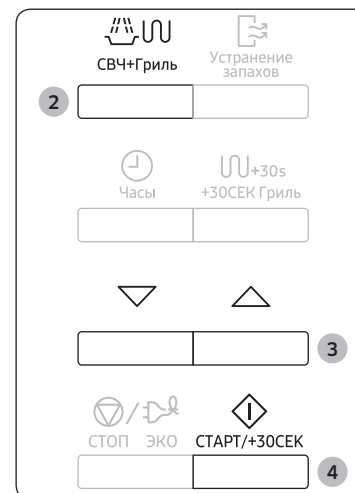 СВЧ+Гриль
Устранение
запахов
2
+30s
Часы
+30СЕК Гриль
3
СТОП ЭКО СТАРТ/+30СЕК
4